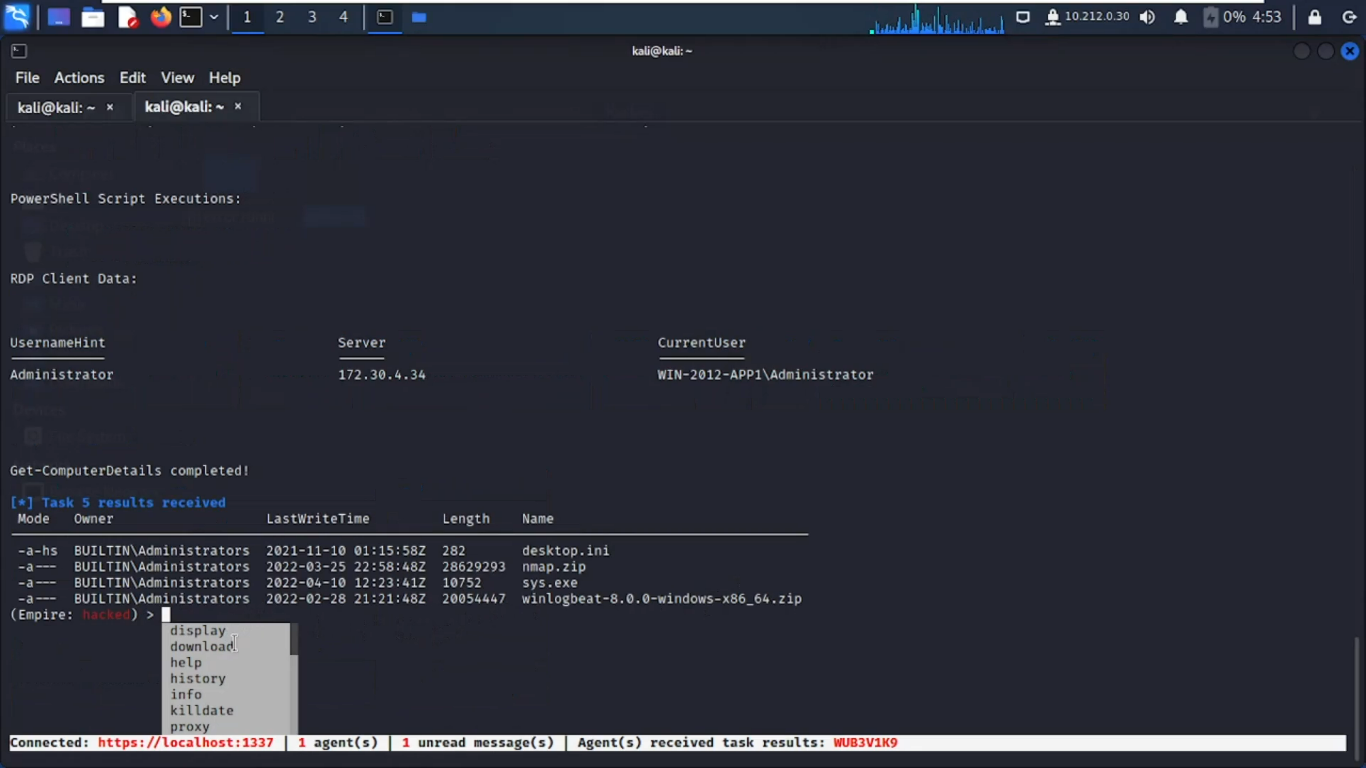 1 2 3 4 10.212.0.30 0% 4:53
kali@kali: ~
File Actions Edit View Help
kali@kali: ~ × kali@kali: ~ ×
PowerShell Script Executions:
RDP Client Data:
UsernameHint Server CurrentUser
Administrator 172.30.4.34 WIN-2012-APP1\Administrator
Get-ComputerDetails completed!
[*] Task 5 results received
Mode Owner LastWriteTime Length Name
-a-hs BUILTIN\Administrators 2021-11-10 01:15:58Z 282 desktop.ini
-a--- BUILTIN\Administrators 2022-03-25 22:58:48Z 28629293 nmap.zip
-a--- BUILTIN\Administrators 2022-04-10 12:23:41Z 10752 sys.exe
-a--- BUILTIN\Administrators 2022-02-28 21:21:48Z 20054447 winlogbeat-8.0.0-windows-x86_64.zip
(Empire: hacked) >
display
download
help
history
info
killdate
proxy
Connected: https://localhost:1337 | 1 agent(s) | 1 unread message(s) | Agent(s) received task results: WUB3V1K9